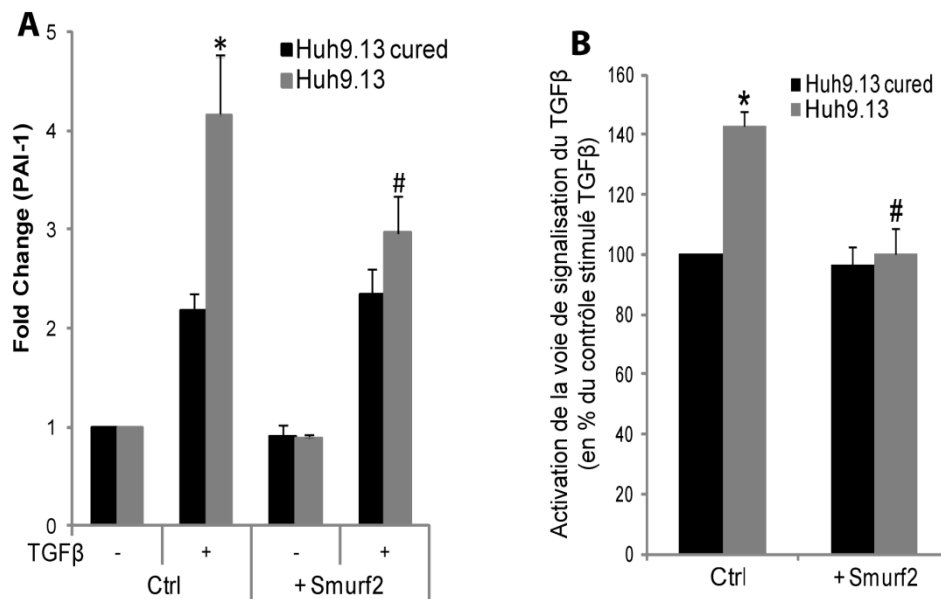 A
Huh9.13 cured
Huh9.13
Fold Change (PAI-1)
5
4
3
2
1
0
*
#
TGFβ - + - +
Ctrl + Smurf2
B
Huh9.13 cured
Huh9.13
Activation de la voie de signalisation du TGFβ
(en % du contrôle stimulé TGFβ)
160
140
120
100
80
60
40
20
0
*
#
Ctrl + Smurf2